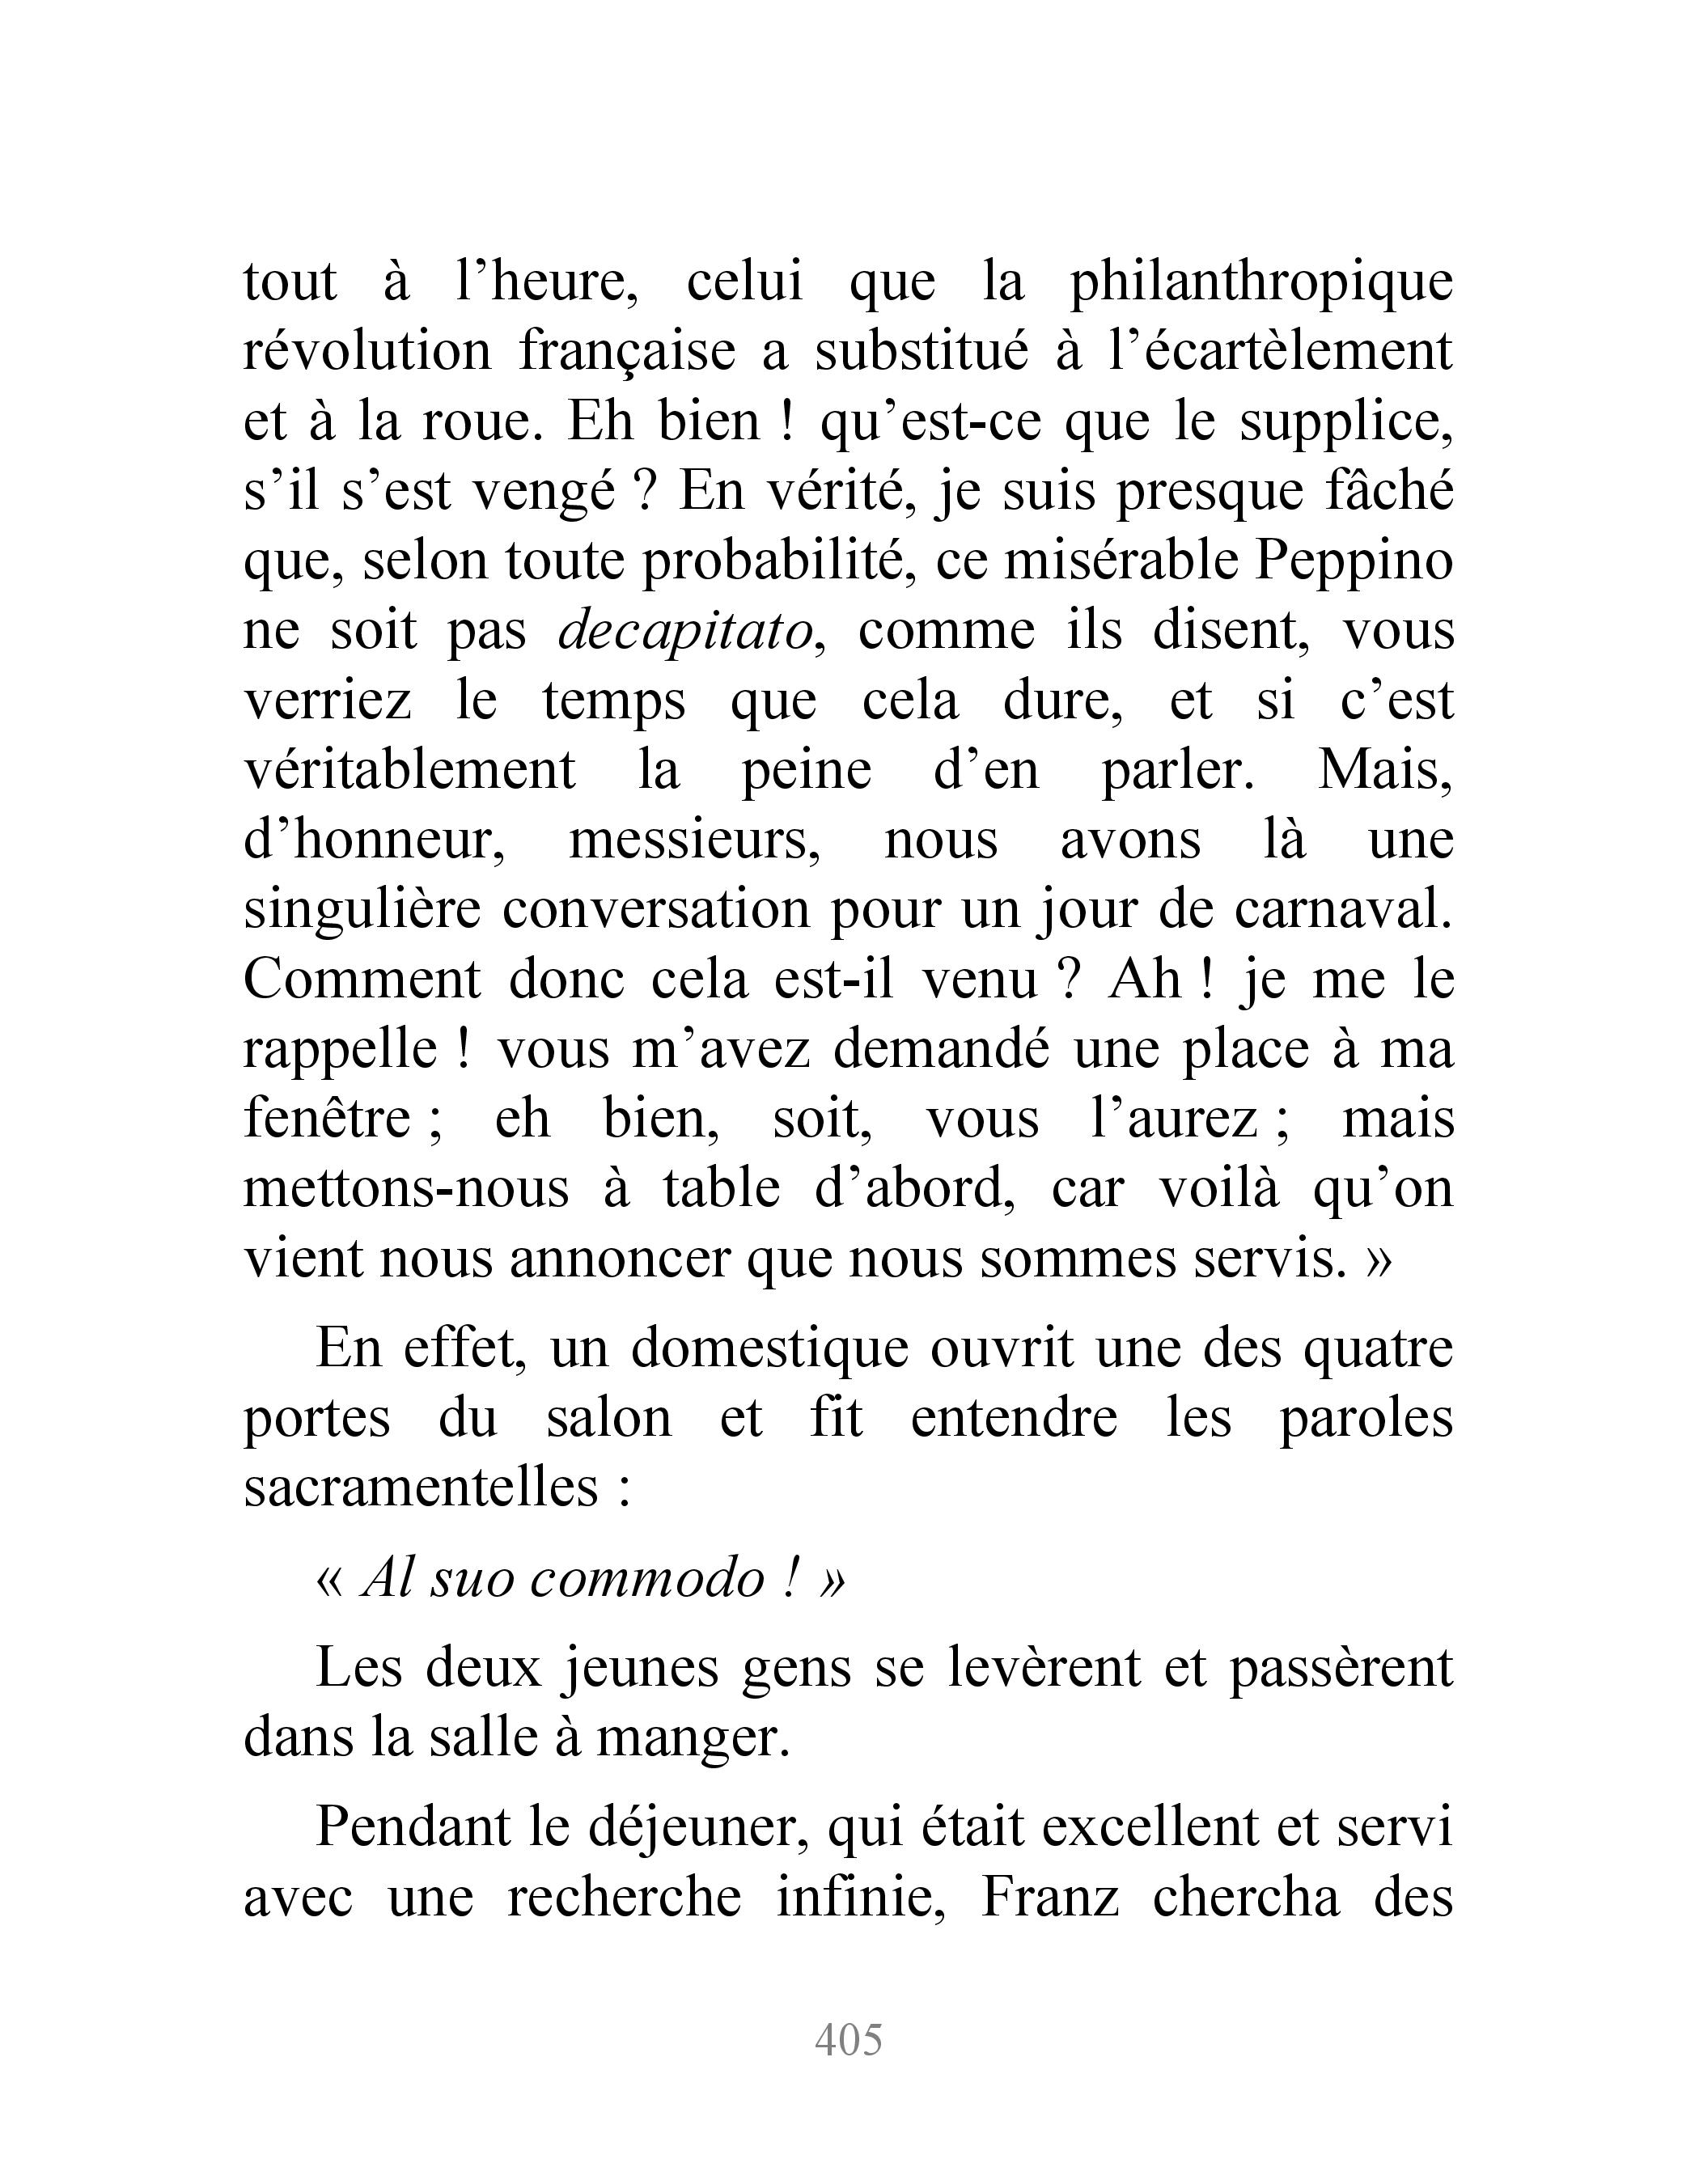 tout à l’heure, celui que la philanthropique
révolution française a substitué à l’écartèlement
et à la roue. Eh bien ! qu’est-ce que le supplice,
s’il s’est vengé ? En vérité, je suis presque fâché
que, selon toute probabilité, ce misérable Peppino
ne soit pas decapitato, comme ils disent, vous
verriez le temps que cela dure, et si c’est
véritablement la peine d’en parler. Mais,
d’honneur, messieurs, nous avons là une
singulière conversation pour un jour de carnaval.
Comment donc cela est-il venu ? Ah ! je me le
rappelle ! vous m’avez demandé une place à ma
fenêtre ; eh bien, soit, vous l’aurez ; mais
mettons-nous à table d’abord, car voilà qu’on
vient nous annoncer que nous sommes servis. »
En effet, un domestique ouvrit une des quatre
portes du salon et fit entendre les paroles
sacramentelles :
« Al suo commodo ! »
Les deux jeunes gens se levèrent et passèrent
dans la salle à manger.
Pendant le déjeuner, qui était excellent et servi
avec une recherche infinie, Franz chercha des
405